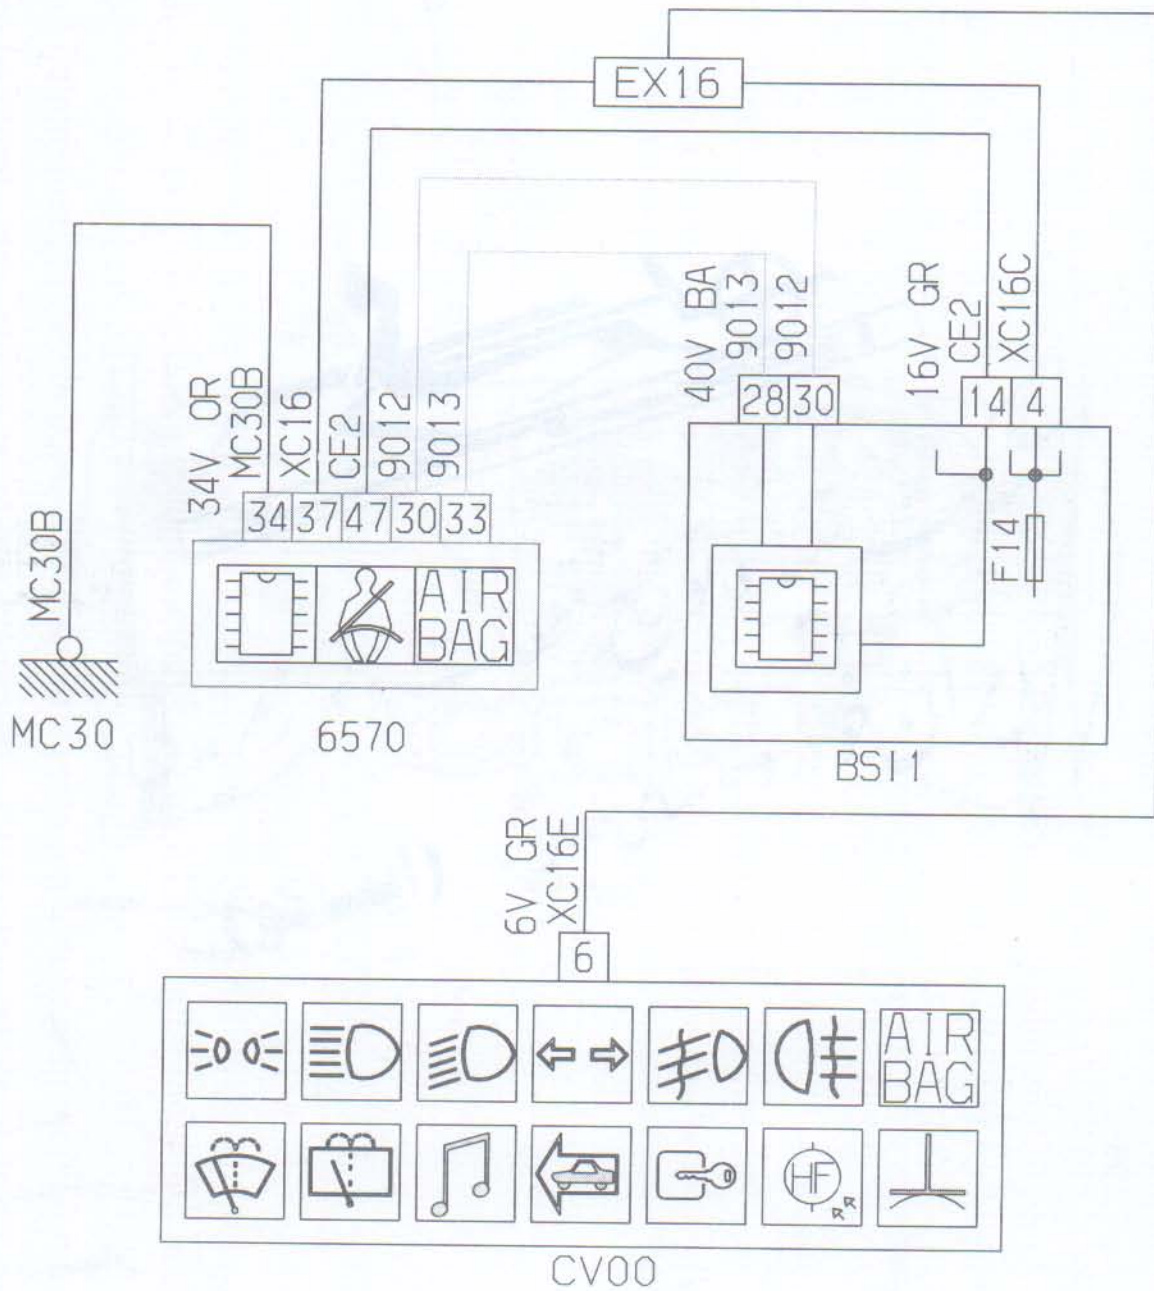 EX16
34V OR
MC30B
XC16
CE2
9012
9013
40V BA
9013
9012
16V GR
CE2
XC16C
28 30
14 4
34 37 47 30 33
MC30B
F14
AIR
BAG
MC30
6570
BSI1
6V GR
XC16E
6
AIR
BAG
HF
CV00